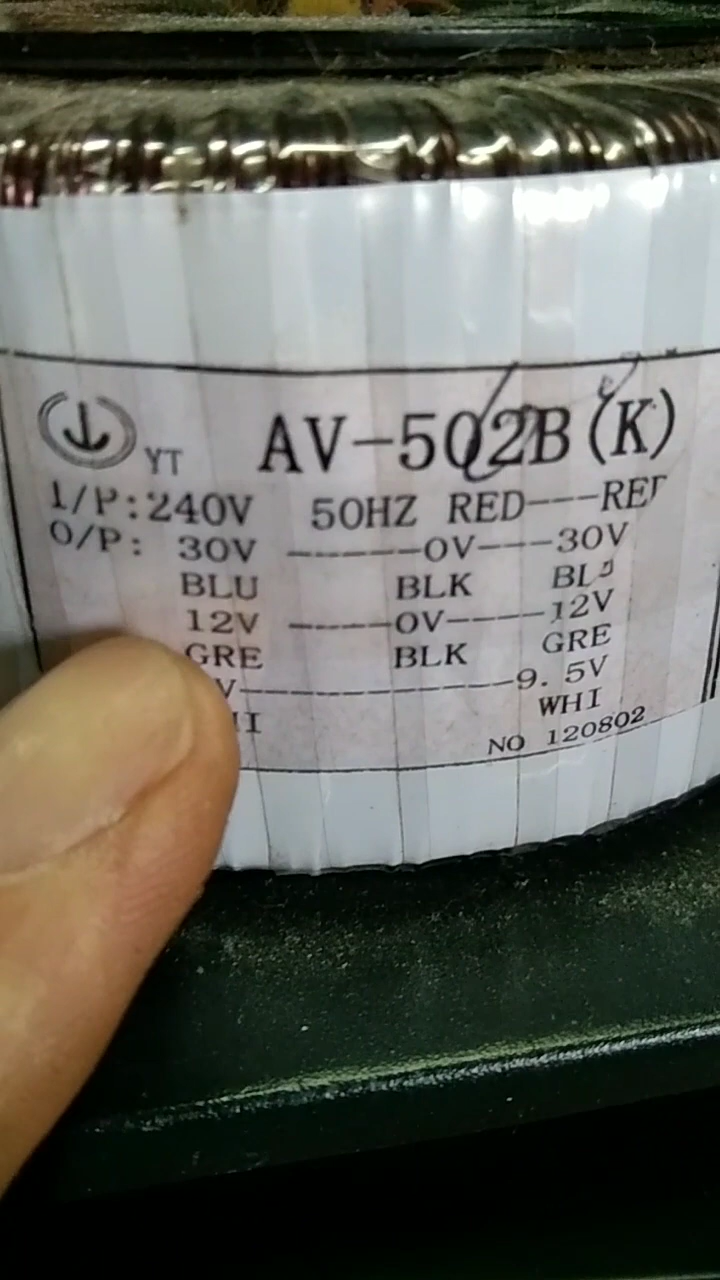 YT AV-502B(K)
I/P:240V 50HZ RED---RED
O/P: 30V ------0V---30V
BLU BLK BLU
12V -----0V----12V
GRE BLK GRE
V------------9.5V
WHI
NO 120802